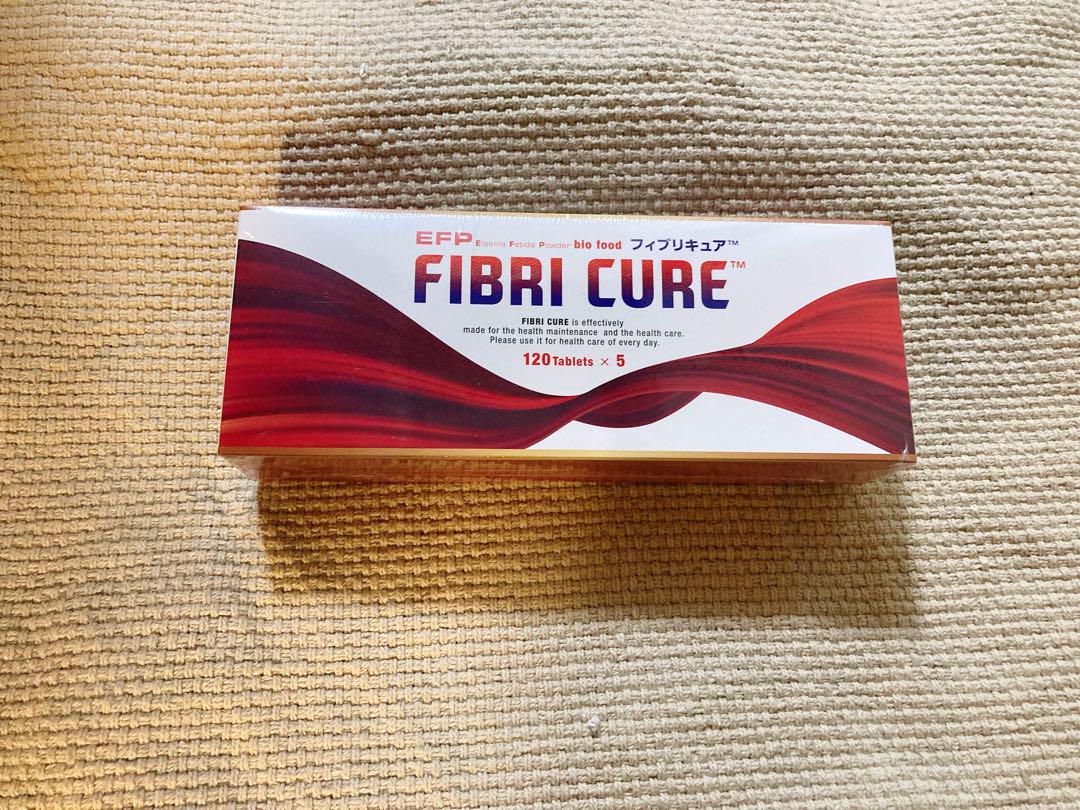 EFP Eisenia Fetida Powder bio food フィブリキュア™
FIBRI CURE™
FIBRI CURE is effectively
made for the health maintenance and the health care.
Please use it for health care of every day.
120 Tablets × 5